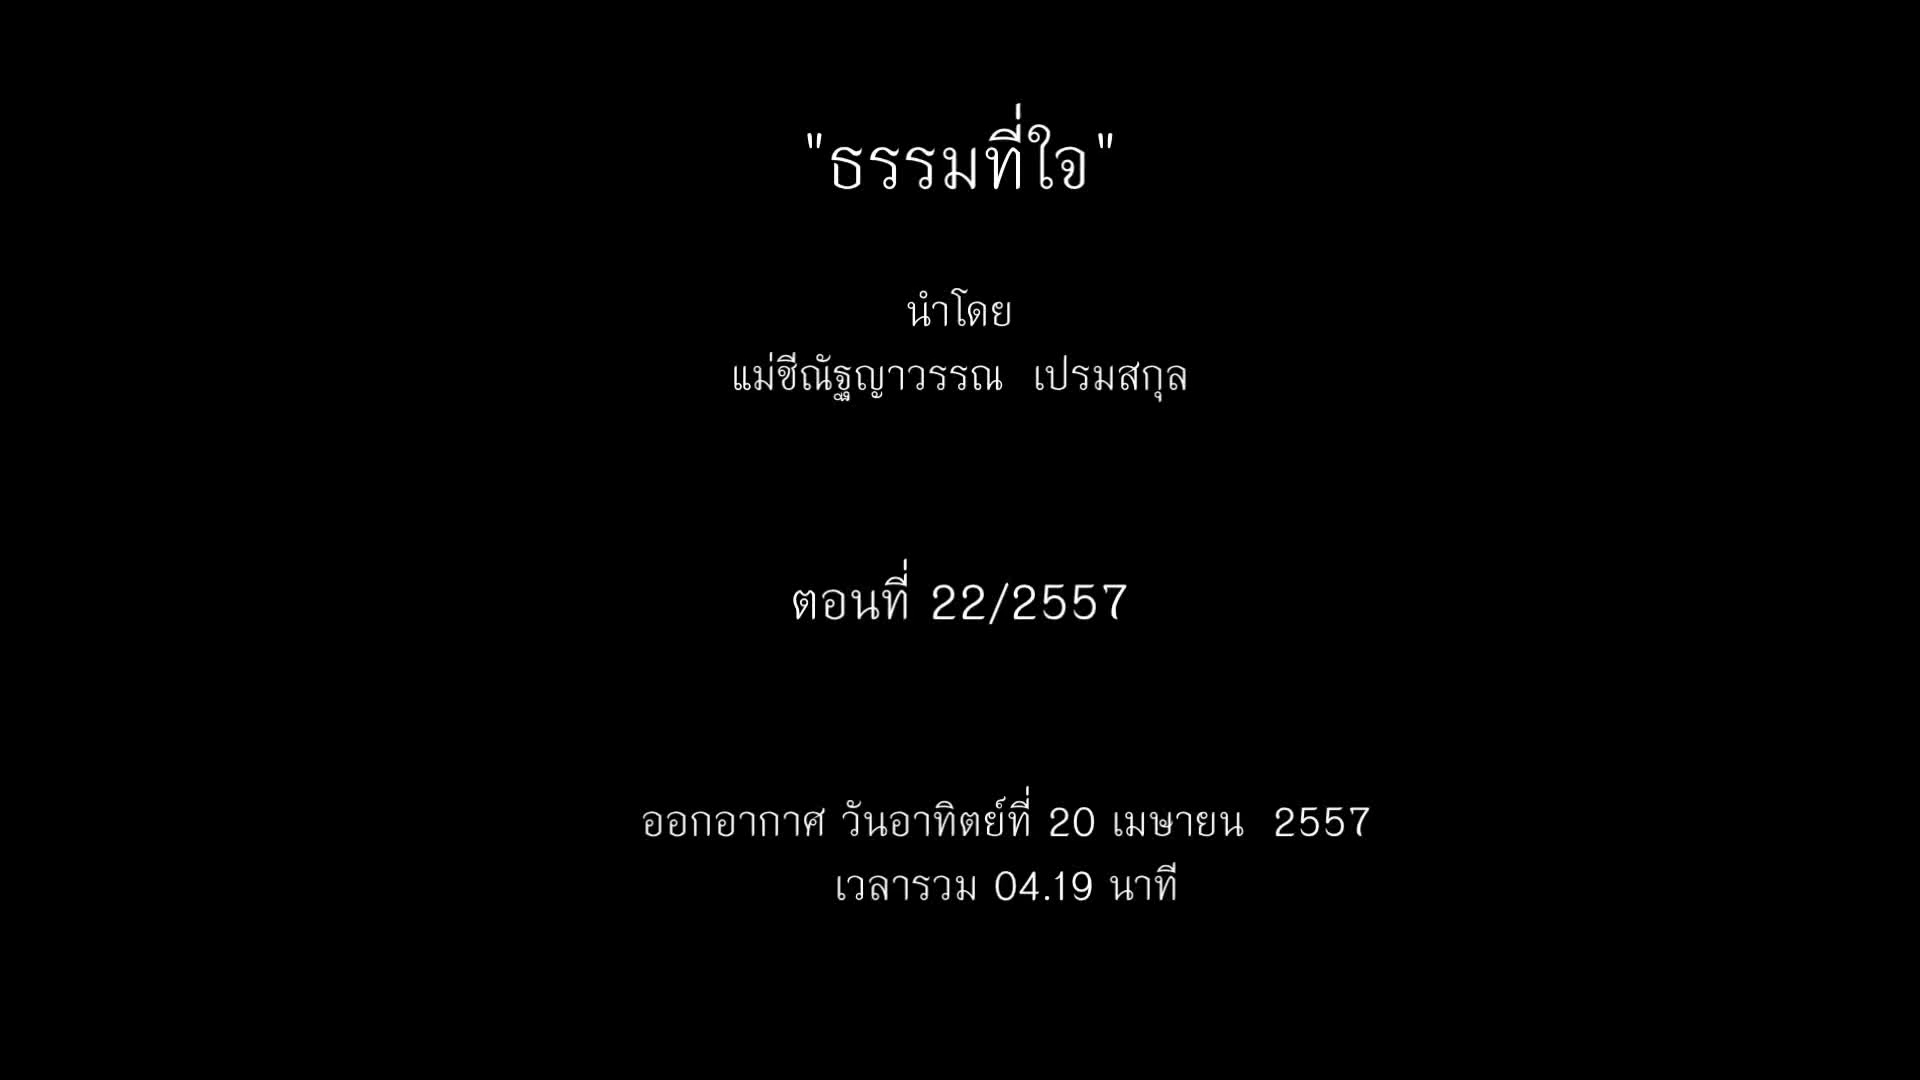 "ธรรมที่ใจ"
นำโดย
แม่ชีณัฐญาวรรณ เปรมสกุล
ตอนที่ 22/2557
ออกอากาศ วันอาทิตย์ที่ 20 เมษายน 2557
เวลารวม 04.19 นาที